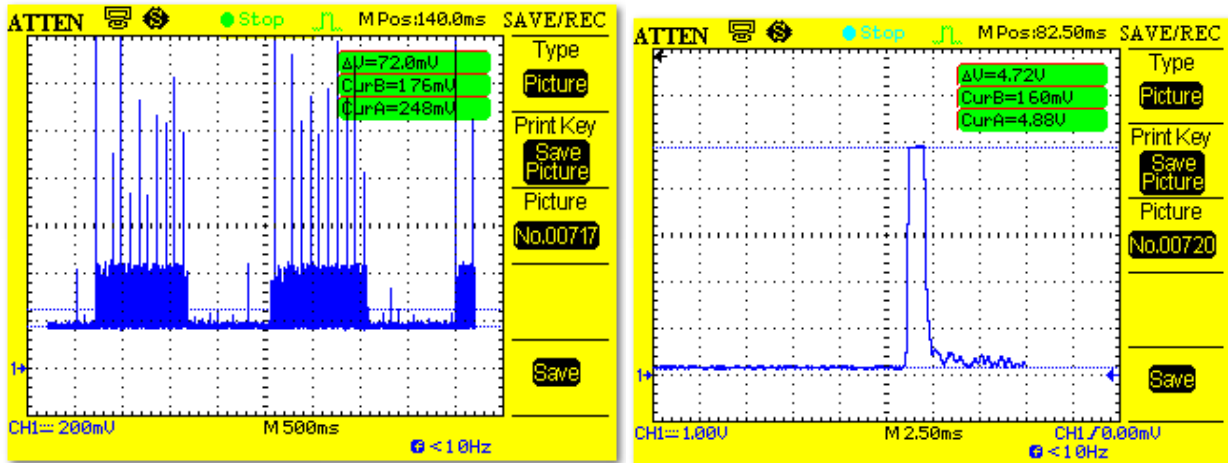 ATTEN Stop M Pos:140.0ms SAVE/REC
ΔV=72.0mV
CurB=176mV
CurA=248mV
Type
Picture
Print Key
Save
Picture
Picture
No.00717
Save
1
CH1 200mV M 500ms
<10Hz
ATTEN Stop M Pos:82.50ms SAVE/REC
ΔV=4.72V
CurB=160mV
CurA=4.88V
Type
Picture
Print Key
Save
Picture
Picture
No.00720
Save
1
CH1 1.00V M 2.50ms CH1 0.00mV
<10Hz